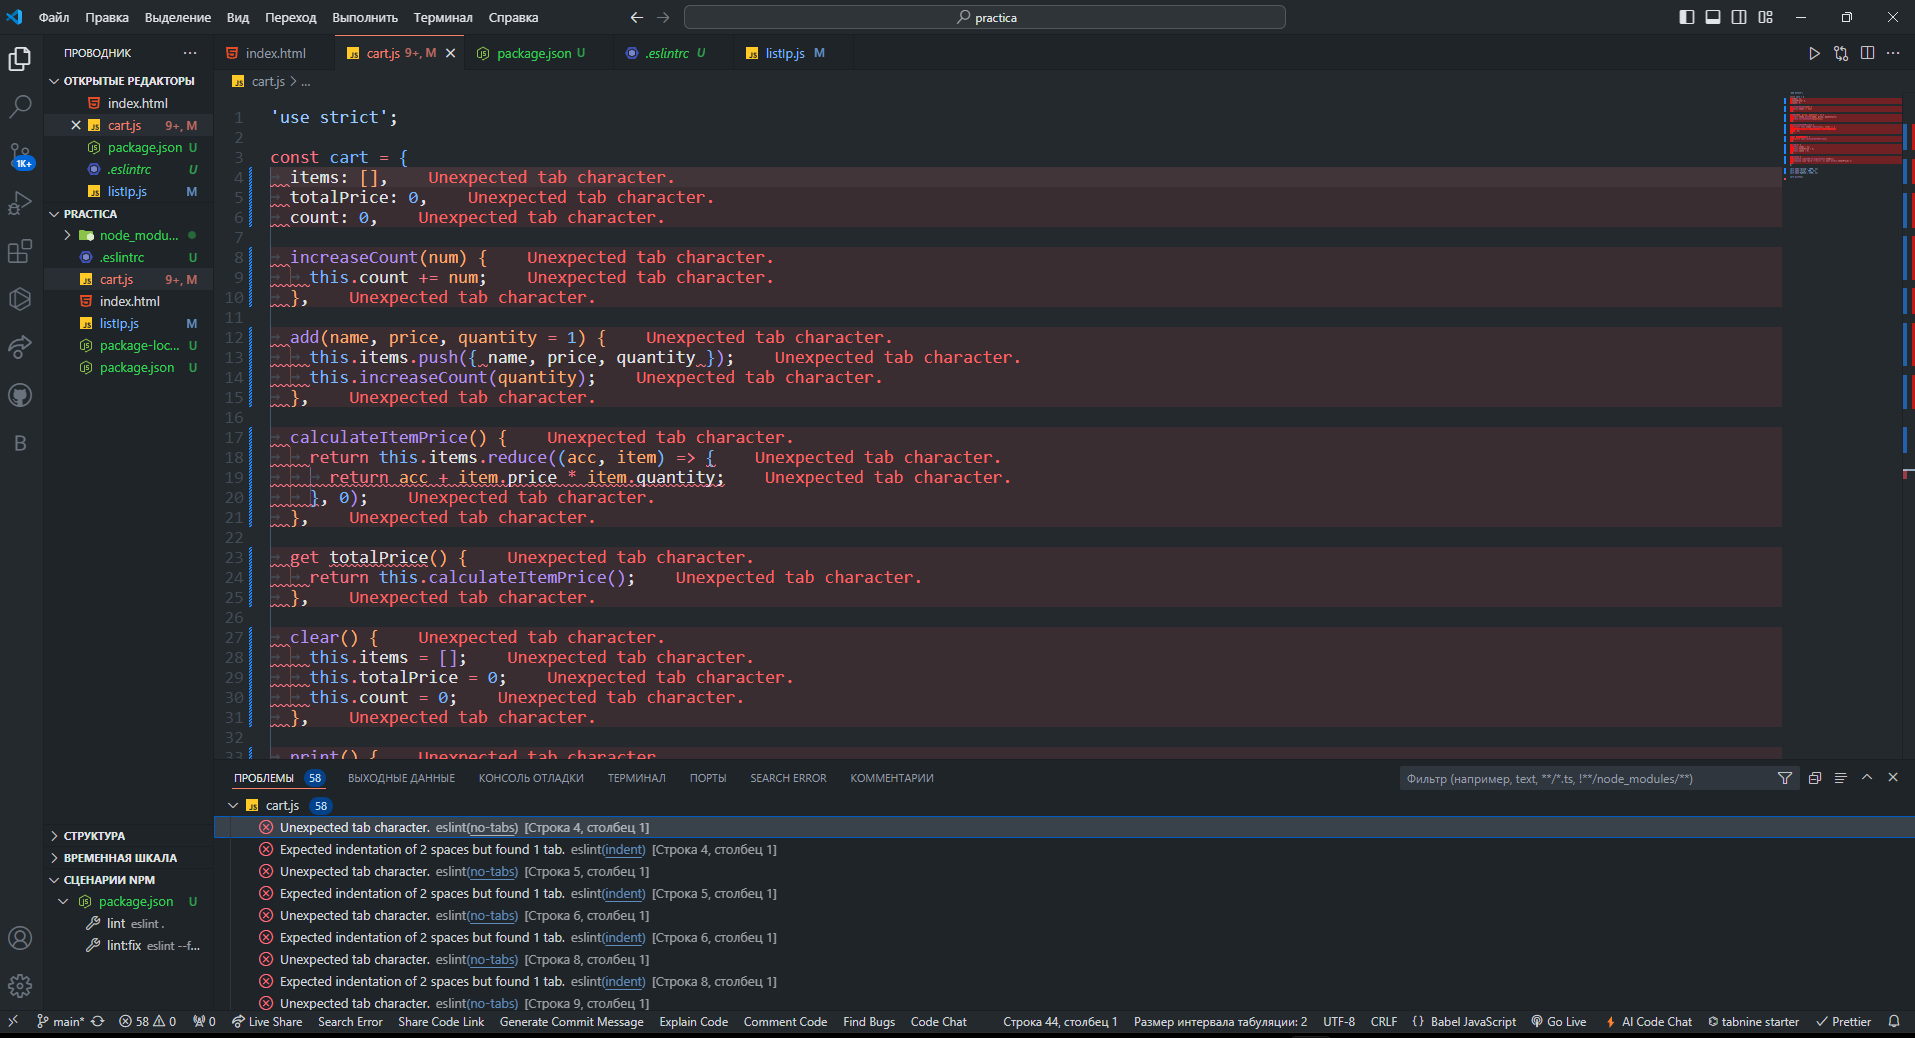 Файл Правка Выделение Вид Переход Выполнить Терминал Справка practica
ПРОВОДНИК
ОТКРЫТЫЕ РЕДАКТОРЫ
index.html
cart.js 9+, M
package.json U
.eslintrc U
listIp.js M
PRACTICA
node_modu...
.eslintrc U
cart.js 9+, M
index.html
listIp.js M
package-loc... U
package.json U
1K+
B
СТРУКТУРА
ВРЕМЕННАЯ ШКАЛА
СЦЕНАРИИ NPM
package.json U
lint eslint .
lint:fix eslint --f...
index.html cart.js 9+, M package.json U .eslintrc U listIp.js M
cart.js > ...
1 'use strict';
2
3 const cart = {
4 items: [], Unexpected tab character.
5 totalPrice: 0, Unexpected tab character.
6 count: 0, Unexpected tab character.
7
8 increaseCount(num) { Unexpected tab character.
9 this.count += num; Unexpected tab character.
10 }, Unexpected tab character.
11
12 add(name, price, quantity = 1) { Unexpected tab character.
13 this.items.push({ name, price, quantity }); Unexpected tab character.
14 this.increaseCount(quantity); Unexpected tab character.
15 }, Unexpected tab character.
16
17 calculateItemPrice() { Unexpected tab character.
18 return this.items.reduce((acc, item) => { Unexpected tab character.
19 return acc + item.price * item.quantity; Unexpected tab character.
20 }, 0); Unexpected tab character.
21 }, Unexpected tab character.
22
23 get totalPrice() { Unexpected tab character.
24 return this.calculateItemPrice(); Unexpected tab character.
25 }, Unexpected tab character.
26
27 clear() { Unexpected tab character.
28 this.items = []; Unexpected tab character.
29 this.totalPrice = 0; Unexpected tab character.
30 this.count = 0; Unexpected tab character.
31 }, Unexpected tab character.
32
33 print() { Unexpected tab character.
ПРОБЛЕМЫ 58 ВЫХОДНЫЕ ДАННЫЕ КОНСОЛЬ ОТЛАДКИ ТЕРМИНАЛ ПОРТЫ SEARCH ERROR КОММЕНТАРИИ Фильтр (например, text, **/*.ts, !**/node_modules/**)
cart.js 58
Unexpected tab character. eslint(no-tabs) [Строка 4, столбец 1]
Expected indentation of 2 spaces but found 1 tab. eslint(indent) [Строка 4, столбец 1]
Unexpected tab character. eslint(no-tabs) [Строка 5, столбец 1]
Expected indentation of 2 spaces but found 1 tab. eslint(indent) [Строка 5, столбец 1]
Unexpected tab character. eslint(no-tabs) [Строка 6, столбец 1]
Expected indentation of 2 spaces but found 1 tab. eslint(indent) [Строка 6, столбец 1]
Unexpected tab character. eslint(no-tabs) [Строка 8, столбец 1]
Expected indentation of 2 spaces but found 1 tab. eslint(indent) [Строка 8, столбец 1]
Unexpected tab character. eslint(no-tabs) [Строка 9, столбец 1]
main* 58 0 0 Live Share Search Error Share Code Link Generate Commit Message Explain Code Comment Code Find Bugs Code Chat Строка 44, столбец 1 Размер интервала табуляции: 2 UTF-8 CRLF {} Babel JavaScript Go Live AI Code Chat tabnine starter Prettier